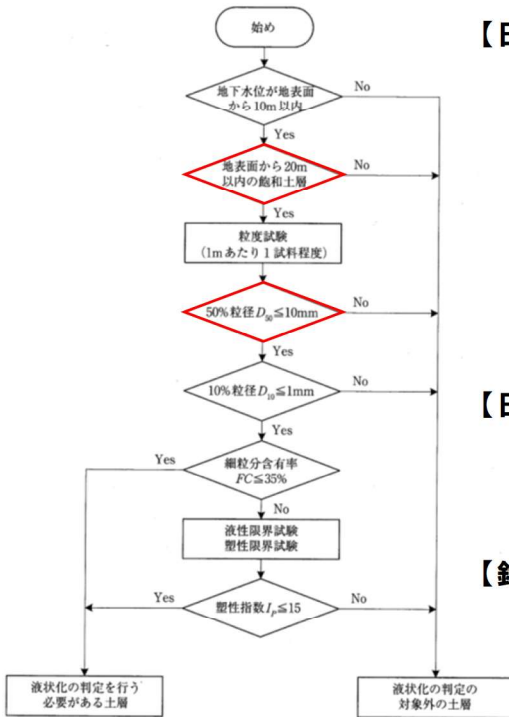 始め
【日
地下水位が地表面
から10m以内
No
Yes
地表面から20m
以内の飽和土層
No
Yes
粒度試験
(1mあたり1試料程度)
50%粒径D50≦10mm
No
Yes
10%粒径D10≦1mm
No
【日
Yes
細粒分含有率
FC≦35%
Yes
No
液性限界試験
塑性限界試験
【鉄
塑性指数IP≦15
Yes
No
液状化の判定を行う
必要がある土層
液状化の判定の
対象外の土層